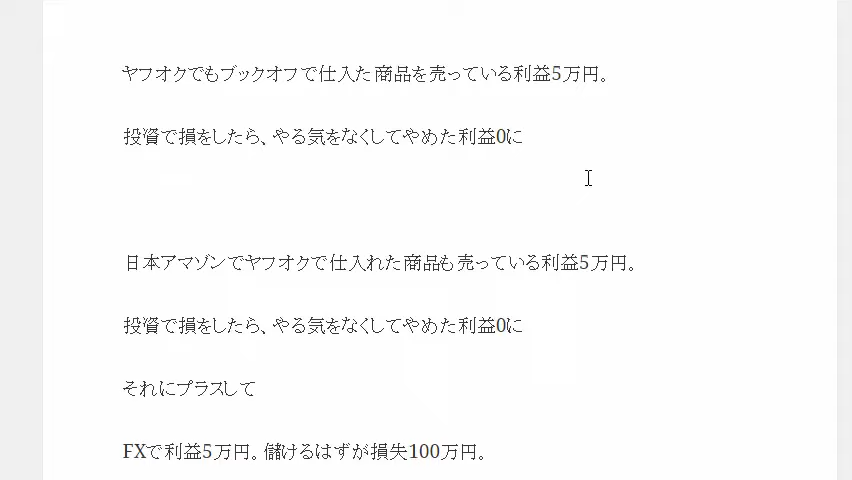 ヤフオクでもブックオフで仕入た商品を売っている利益5万円。
投資で損をしたら、やる気をなくしてやめた利益0に
日本アマゾンでヤフオクで仕入れた商品も売っている利益5万円。
投資で損をしたら、やる気をなくしてやめた利益0に
それにプラスして
FXで利益5万円。儲けるはずが損失100万円。